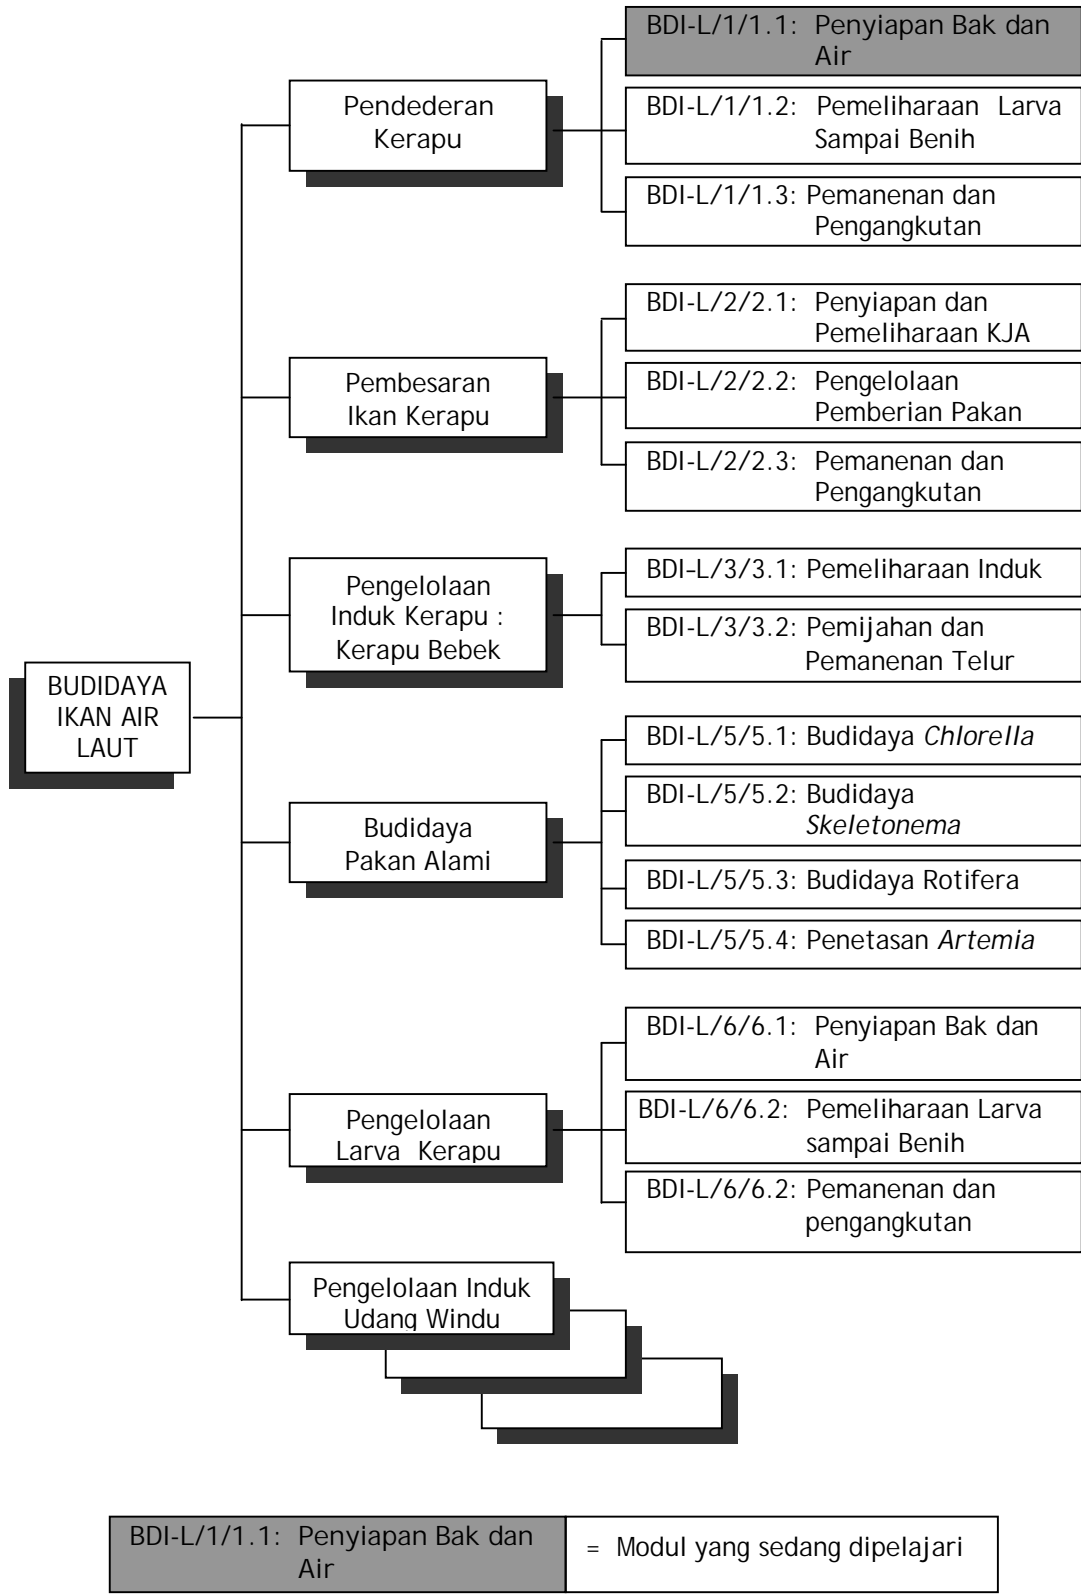 BUDIDAYA
IKAN AIR
LAUT
Pendederan
Kerapu
BDI-L/1/1.1: Penyiapan Bak dan
Air
BDI-L/1/1.2: Pemeliharaan Larva
Sampai Benih
BDI-L/1/1.3: Pemanenan dan
Pengangkutan
Pembesaran
Ikan Kerapu
BDI-L/2/2.1: Penyiapan dan
Pemeliharaan KJA
BDI-L/2/2.2: Pengelolaan
Pemberian Pakan
BDI-L/2/2.3: Pemanenan dan
Pengangkutan
Pengelolaan
Induk Kerapu :
Kerapu Bebek
BDI-L/3/3.1: Pemeliharaan Induk
BDI-L/3/3.2: Pemijahan dan
Pemanenan Telur
Budidaya
Pakan Alami
BDI-L/5/5.1: Budidaya Chlorella
BDI-L/5/5.2: Budidaya
Skeletonema
BDI-L/5/5.3: Budidaya Rotifera
BDI-L/5/5.4: Penetasan Artemia
Pengelolaan
Larva Kerapu
BDI-L/6/6.1: Penyiapan Bak dan
Air
BDI-L/6/6.2: Pemeliharaan Larva
sampai Benih
BDI-L/6/6.2: Pemanenan dan
pengangkutan
Pengelolaan Induk
Udang Windu
BDI-L/1/1.1: Penyiapan Bak dan
Air
= Modul yang sedang dipelajari